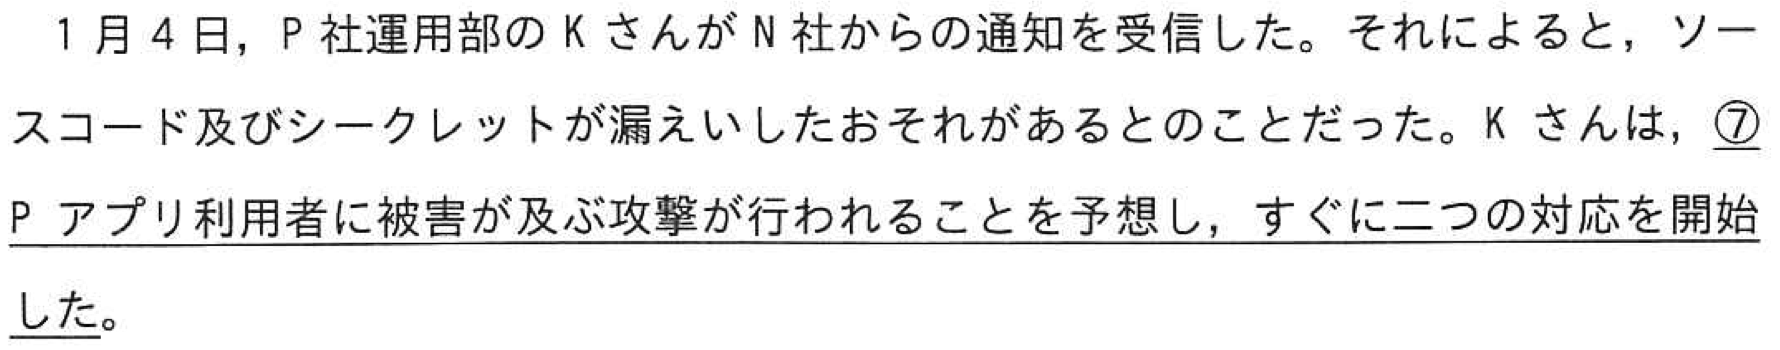 1月4日，P社運用部のKさんがN社からの通知を受信した。それによると，ソー
スコード及びシークレットが漏えいしたおそれがあるとのことだった。Kさんは，⑦
Pアプリ利用者に被害が及ぶ攻撃が行われることを予想し，すぐに二つの対応を開始
した。